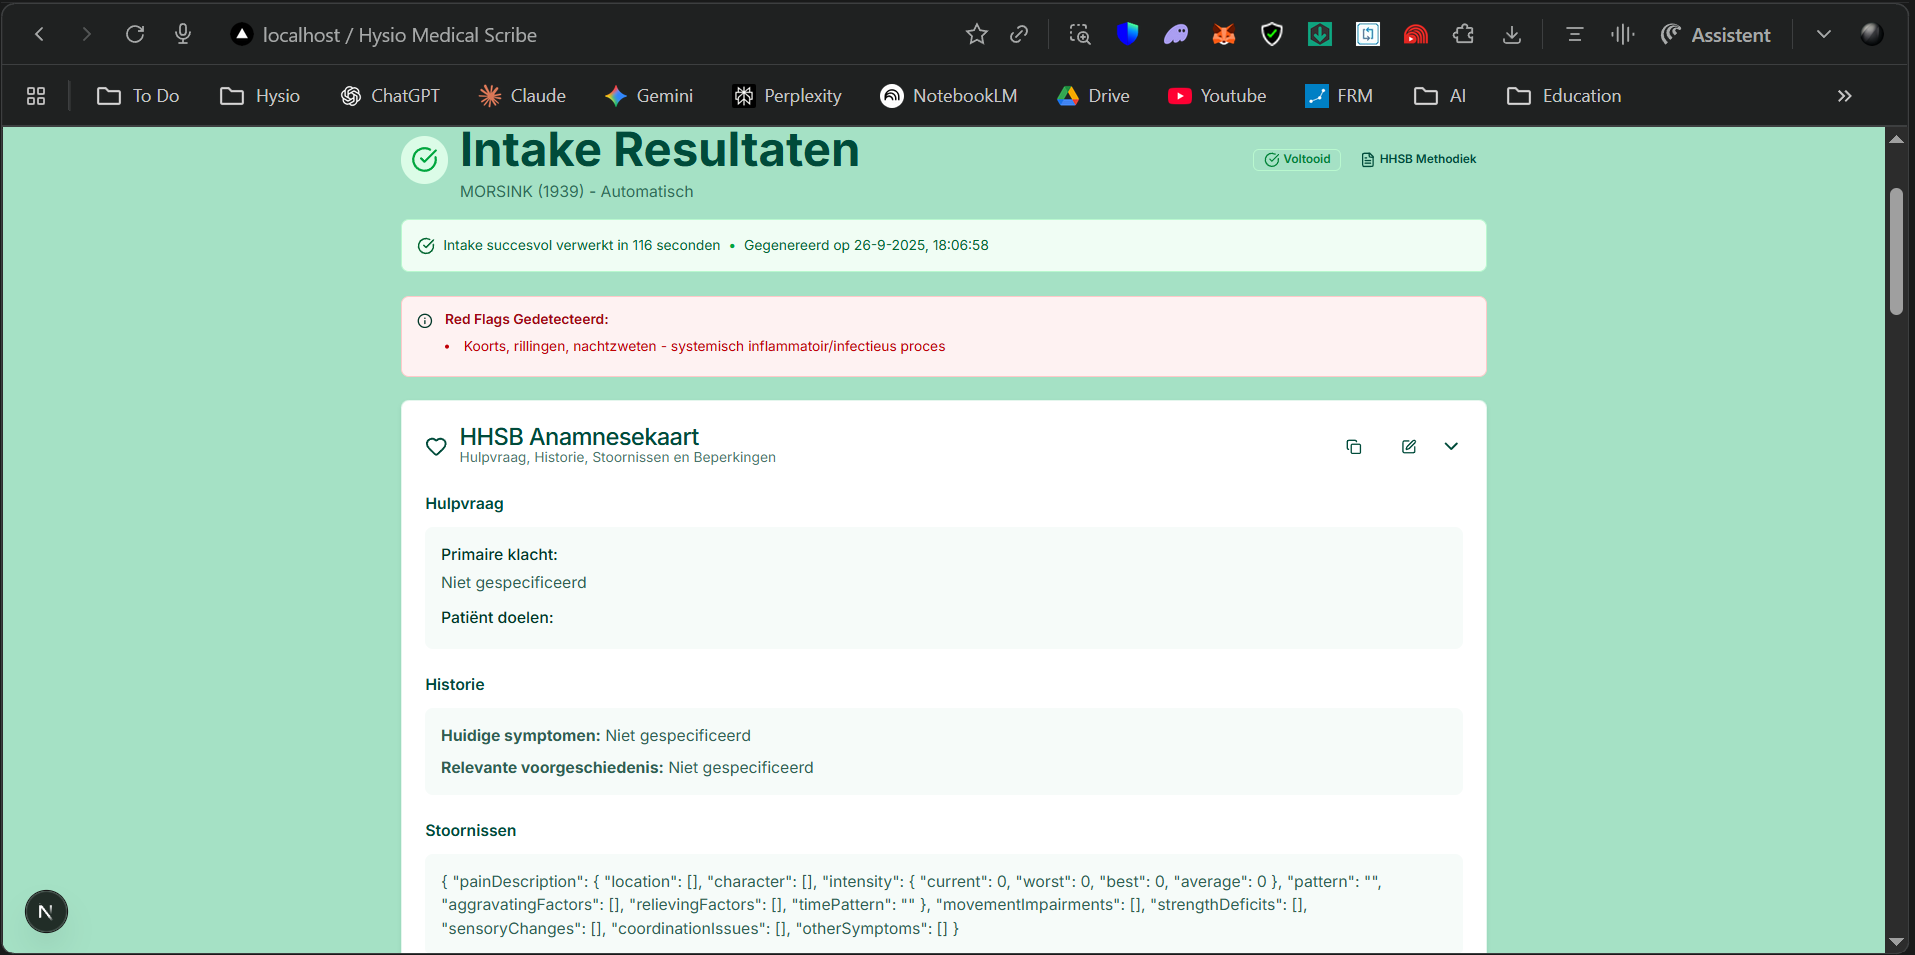 localhost / Hysio Medical Scribe
Assistent
To Do
Hysio
ChatGPT
Claude
Gemini
Perplexity
NotebookLM
Drive
Youtube
FRM
AI
Education
Intake Resultaten
Voltooid
HHSB Methodiek
MORSINK (1939) - Automatisch
Intake succesvol verwerkt in 116 seconden • Gegenereerd op 26-9-2025, 18:06:58
Red Flags Gedetecteerd:
• Koorts, rillingen, nachtzweten - systemisch inflammatoir/infectieus proces
HHSB Anamnesekaart
Hulpvraag, Historie, Stoornissen en Beperkingen
Hulpvraag
Primaire klacht:
Niet gespecificeerd
Patiënt doelen:
Historie
Huidige symptomen: Niet gespecificeerd
Relevante voorgeschiedenis: Niet gespecificeerd
Stoornissen
{ "painDescription": { "location": [], "character": [], "intensity": { "current": 0, "worst": 0, "best": 0, "average": 0 }, "pattern": "",
"aggravatingFactors": [], "relievingFactors": [], "timePattern": "" }, "movementImpairments": [], "strengthDeficits": [],
"sensoryChanges": [], "coordinationIssues": [], "otherSymptoms": [] }
N